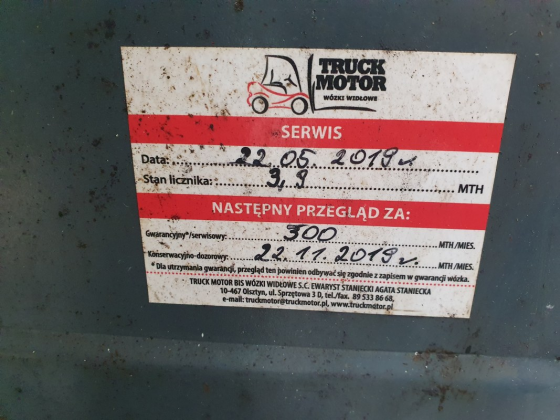 TRUCK
MOTOR
WÓZKI WIDŁOWE
SERWIS
Data: 22 05. 2019 r.
Stan licznika: 3,9 MTH
NASTĘPNY PRZEGLĄD ZA:
Gwarancyjny*/serwisowy: 300 MTH /MIES.
Konserwacyjno-dozorowy: 22.11.2019 r. MTH /MIES.
* Dla utrzymania gwarancji, przegląd ten powinien odbywać się zgodnie z zapisem w gwarancji wózka.
TRUCK MOTOR BIS WÓZKI WIDŁOWE S.C. EWARYST STANIECKI AGATA STANIECKA
10-467 Olsztyn, ul. Sprzętowa 3 D, tel./fax. 89 533 86 68,
e-mail: truckmotor@truckmotor.pl, www.truckmotor.pl